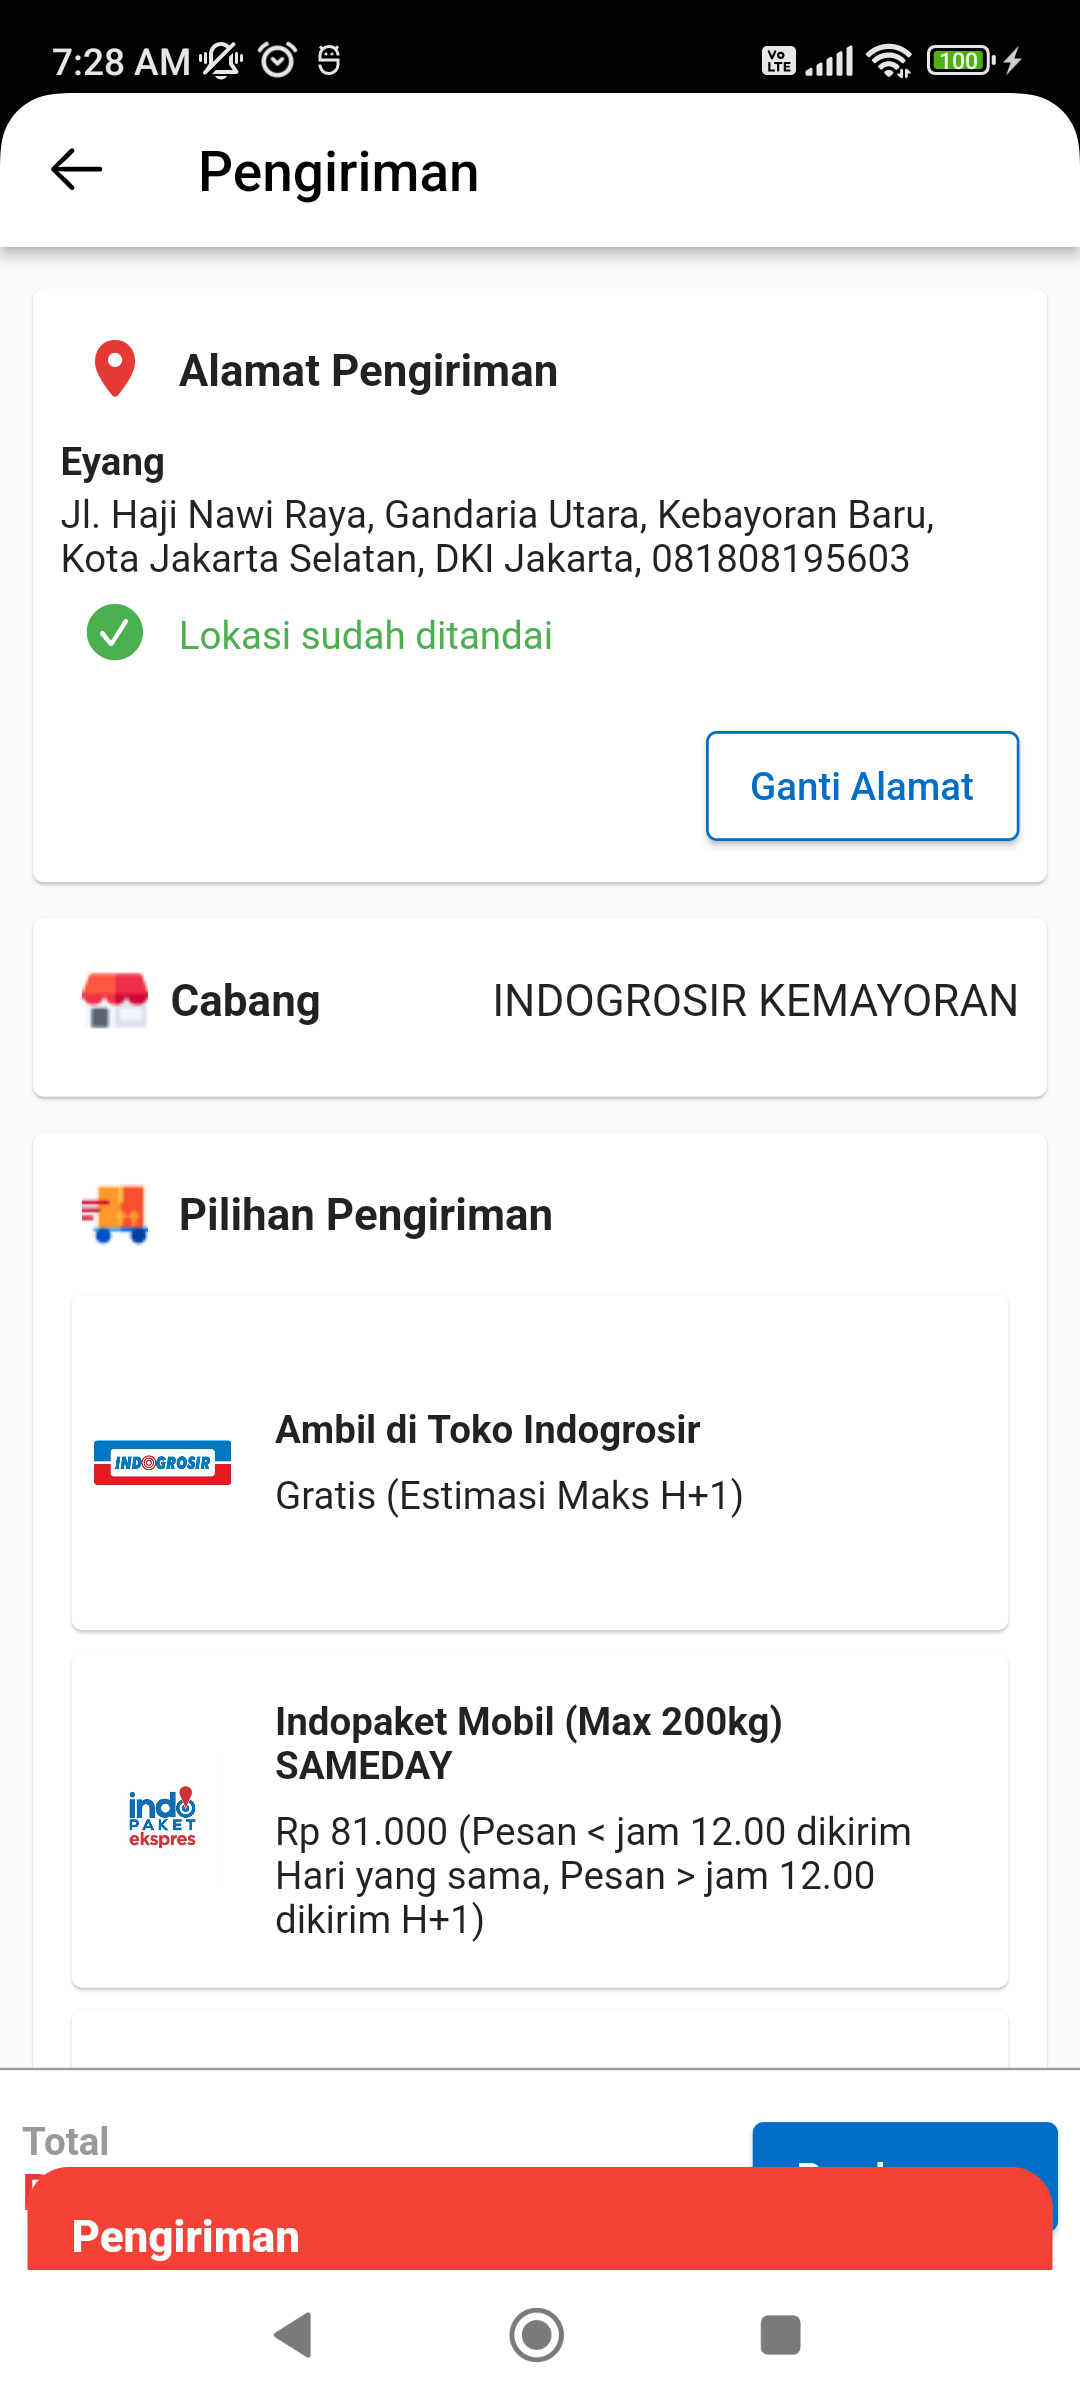 7:28 AM
Vo LTE
100
Pengiriman
Alamat Pengiriman
Eyang
Jl. Haji Nawi Raya, Gandaria Utara, Kebayoran Baru,
Kota Jakarta Selatan, DKI Jakarta, 081808195603
Lokasi sudah ditandai
Ganti Alamat
Cabang
INDOGROSIR KEMAYORAN
Pilihan Pengiriman
INDOGROSIR
Ambil di Toko Indogrosir
Gratis (Estimasi Maks H+1)
indo
PAKET
ekspres
Indopaket Mobil (Max 200kg)
SAMEDAY
Rp 81.000 (Pesan < jam 12.00 dikirim
Hari yang sama, Pesan > jam 12.00
dikirim H+1)
Total
Pengiriman